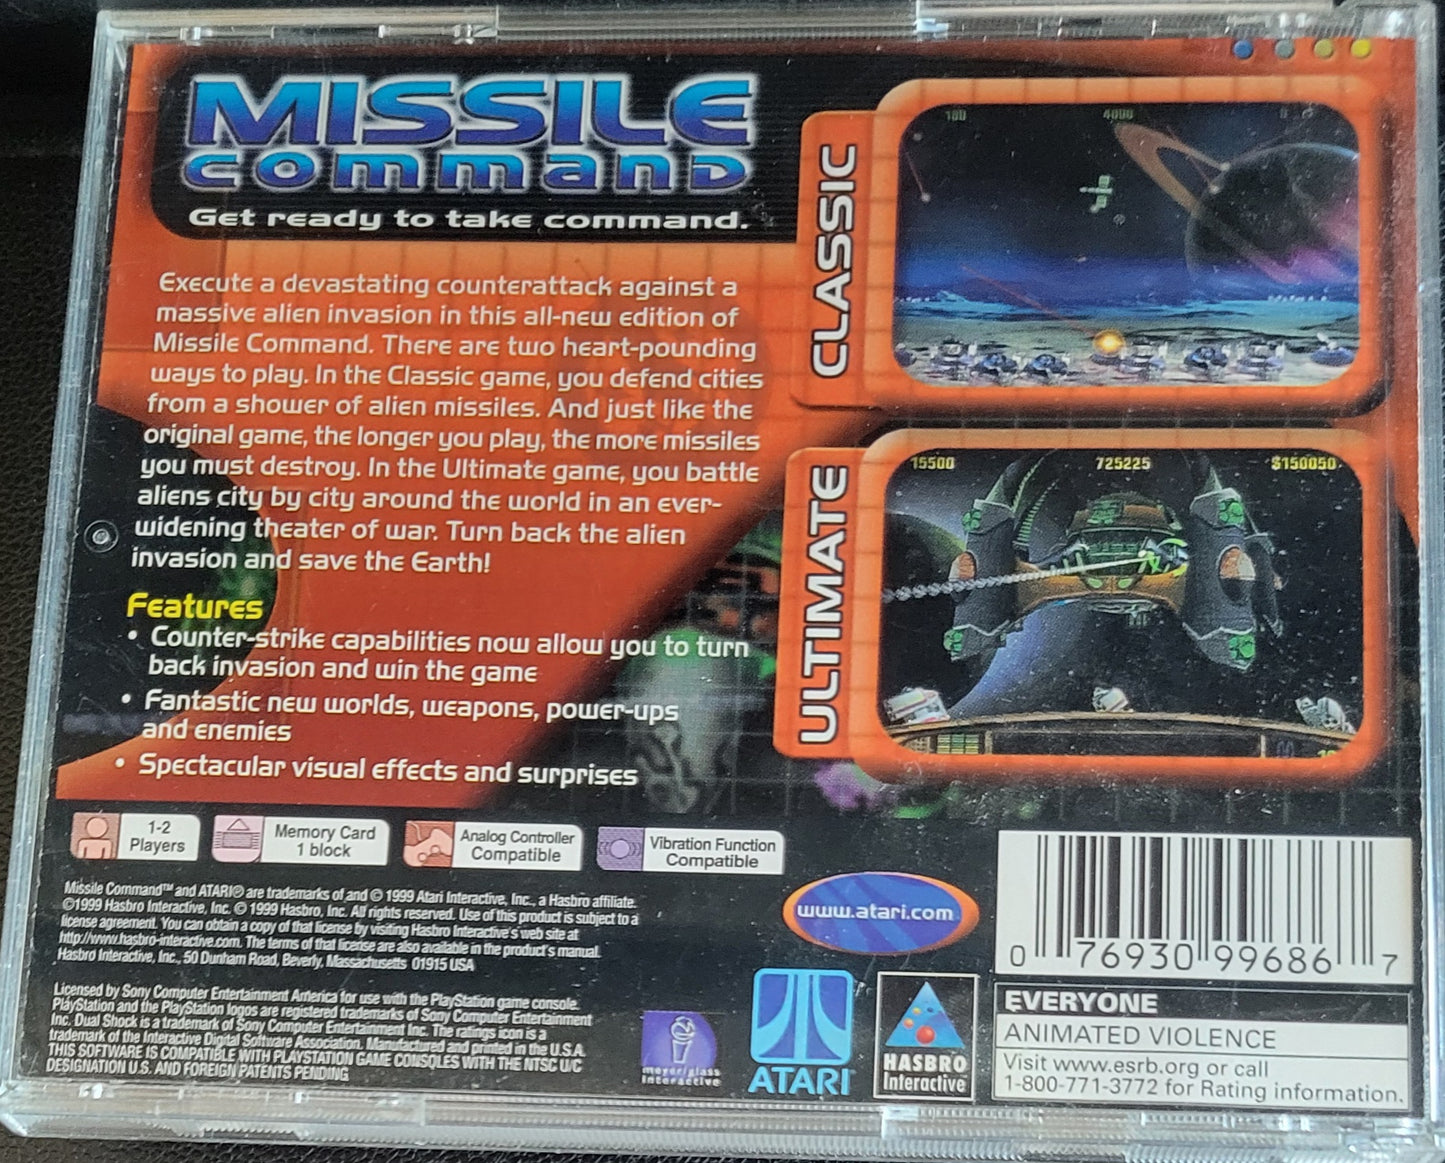 MISSILE
COMMAND
Get ready to take command.
Execute a devastating counterattack against a
massive alien invasion in this all-new edition of
Missile Command. There are two heart-pounding
ways to play. In the Classic game, you defend cities
from a shower of alien missiles. And just like the
original game, the longer you play, the more missiles
you must destroy. In the Ultimate game, you battle
aliens city by city around the world in an ever-
widening theater of war. Turn back the alien
invasion and save the Earth!
Features
• Counter-strike capabilities now allow you to turn
back invasion and win the game
• Fantastic new worlds, weapons, power-ups
and enemies
• Spectacular visual effects and surprises
CLASSIC
100 4000
ULTIMATE
15500 725225 $150050
1-2
Players
Memory Card
1 block
Analog Controller
Compatible
Vibration Function
Compatible
Missile Command™ and ATARI® are trademarks of and © 1999 Atari Interactive, Inc., a Hasbro affiliate.
©1999 Hasbro Interactive, Inc. © 1999 Hasbro, Inc. All rights reserved. Use of this product is subject to a
license agreement. You can obtain a copy of that license by visiting Hasbro Interactive's web site at
http://www.hasbro-interactive.com. The terms of that license are also available in the product's manual.
Hasbro Interactive, Inc., 50 Dunham Road, Beverly, Massachusetts 01915 USA
Licensed by Sony Computer Entertainment America for use with the PlayStation game console.
PlayStation and the PlayStation logos are registered trademarks of Sony Computer Entertainment
Inc. Dual Shock is a trademark of Sony Computer Entertainment Inc. The ratings icon is a
trademark of the Interactive Digital Software Association. Manufactured and printed in the U.S.A.
THIS SOFTWARE IS COMPATIBLE WITH PLAYSTATION GAME CONSOLES WITH THE NTSC U/C
DESIGNATION U.S. AND FOREIGN PATENTS PENDING
www.atari.com
meyer/glass
interactive
ATARI
HASBRO
Interactive
0 76930 99686 7
EVERYONE
ANIMATED VIOLENCE
Visit www.esrb.org or call
1-800-771-3772 for Rating information.